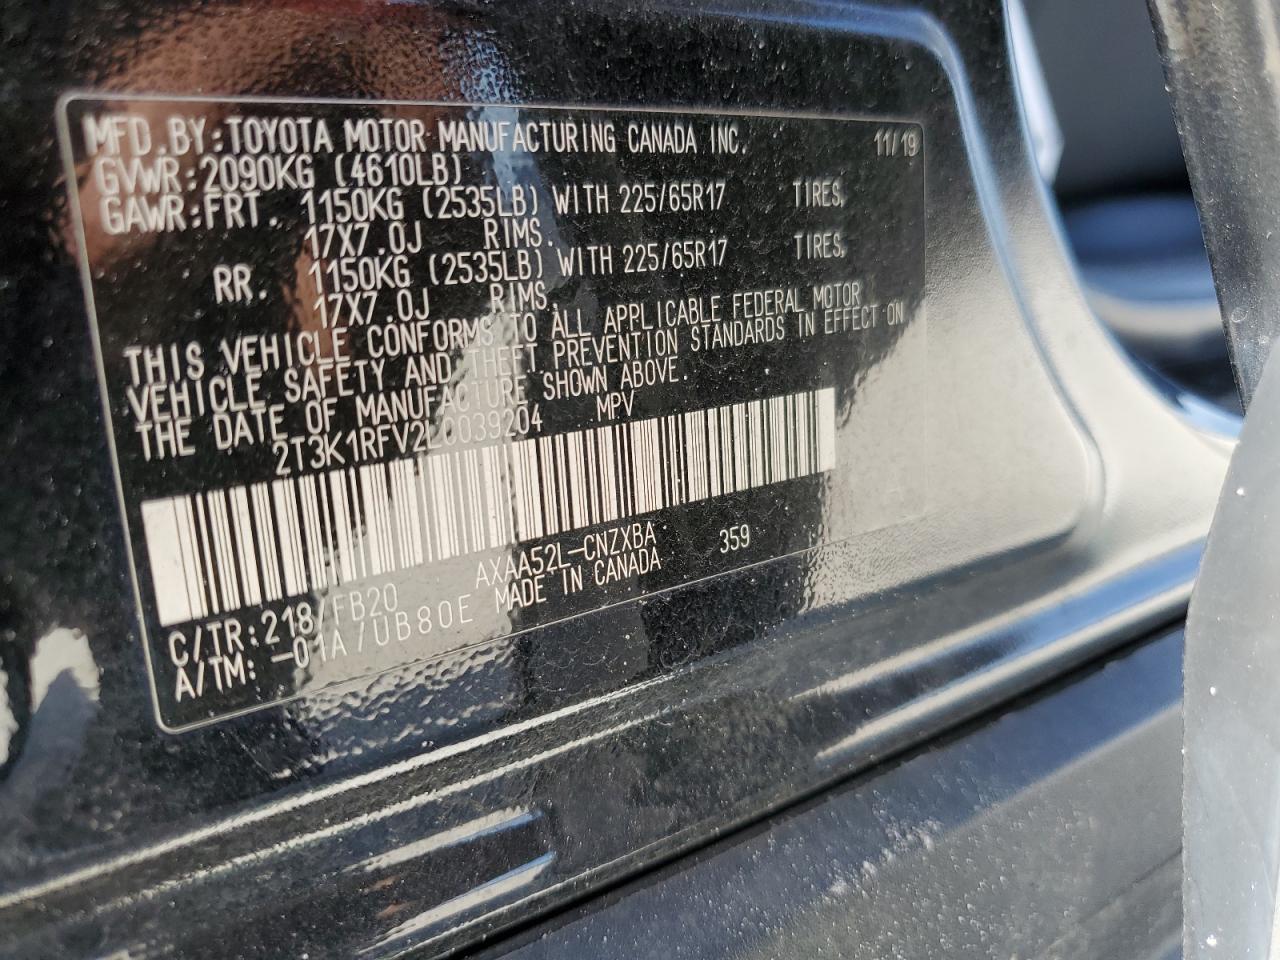 MFD.BY:TOYOTA MOTOR MANUFACTURING CANADA INC. 11/19
GVWR:2090KG (4610LB)
GAWR:FRT. 1150KG (2535LB) WITH 225/65R17 TIRES,
17X7.0J RIMS.
RR. 1150KG (2535LB) WITH 225/65R17 TIRES,
17X7.0J RIMS.
THIS VEHICLE CONFORMS TO ALL APPLICABLE FEDERAL MOTOR
VEHICLE SAFETY AND THEFT PREVENTION STANDARDS IN EFFECT ON
THE DATE OF MANUFACTURE SHOWN ABOVE.
2T3K1RFV2LC039204 MPV
AXAA52L-CNZXBA 359
C/TR:218/FB20 MADE IN CANADA
A/TM:-01A/UB80E